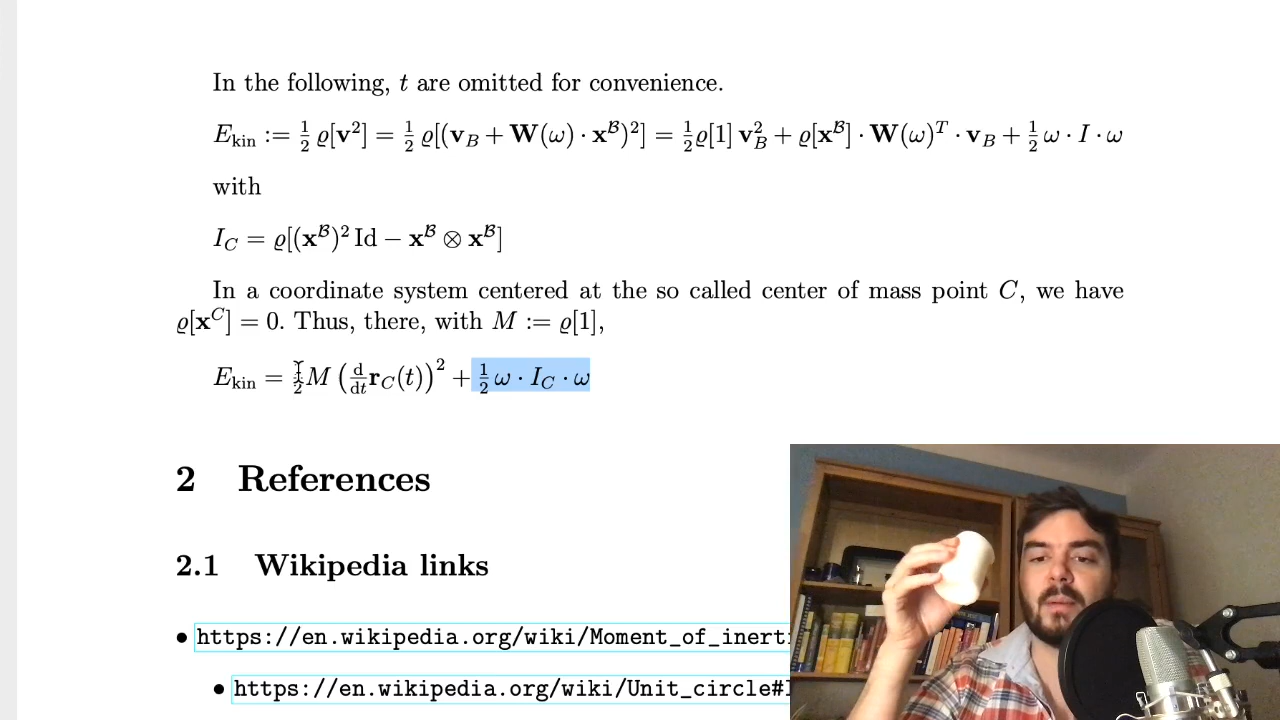 In the following, t are omitted for convenience.
E_kin := ½ ϱ[v²] = ½ ϱ[(v_B + W(ω) · x^ℬ)²] = ½ϱ[1] v_B² + ϱ[x^ℬ] · W(ω)^T · v_B + ½ ω · I · ω
with
I_C = ϱ[(x^ℬ)² Id − x^ℬ ⊗ x^ℬ]
In a coordinate system centered at the so called center of mass point C, we have
ϱ[x^C] = 0. Thus, there, with M := ϱ[1],
E_kin = ½M (d/dt r_C(t))² + ½ ω · I_C · ω
2 References
2.1 Wikipedia links
• https://en.wikipedia.org/wiki/Moment_of_inert
• https://en.wikipedia.org/wiki/Unit_circle#